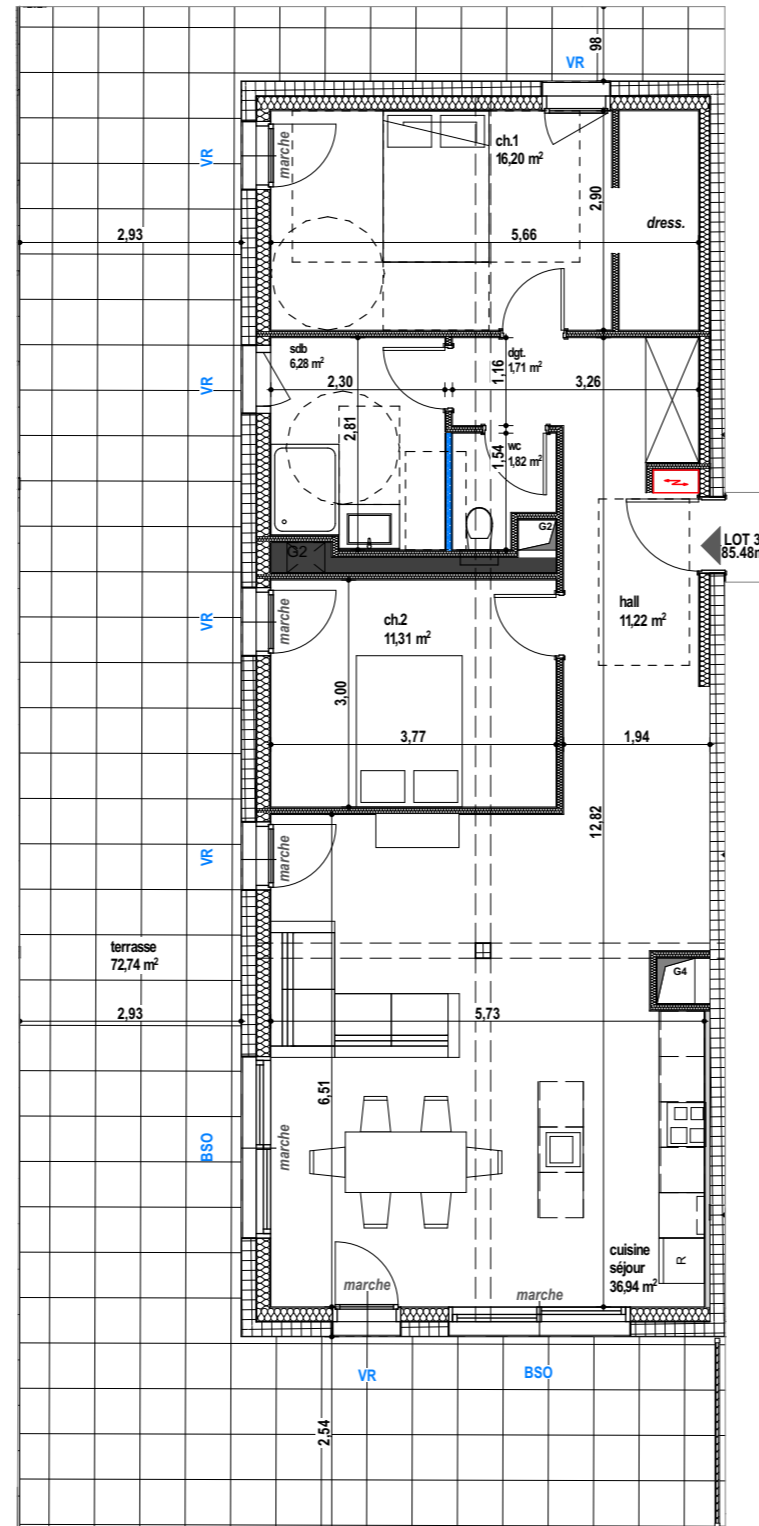 98
VR
ch.1
16,20 m²
marche
VR
2,90
dress.
2,93
5,66
sdb
6,28 m²
dgt.
1,71 m²
1,16
VR
2,30
3,26
2,81
1,54
wc
1,82 m²
G2
G2
LOT 3
85.48m
hall
11,22 m²
VR
marche
ch.2
11,31 m²
3,00
3,77
1,94
12,82
VR
marche
terrasse
72,74 m²
G4
2,93
5,73
6,51
BSO
marche
cuisine
séjour
36,94 m²
R
marche
marche
VR
BSO
2,54